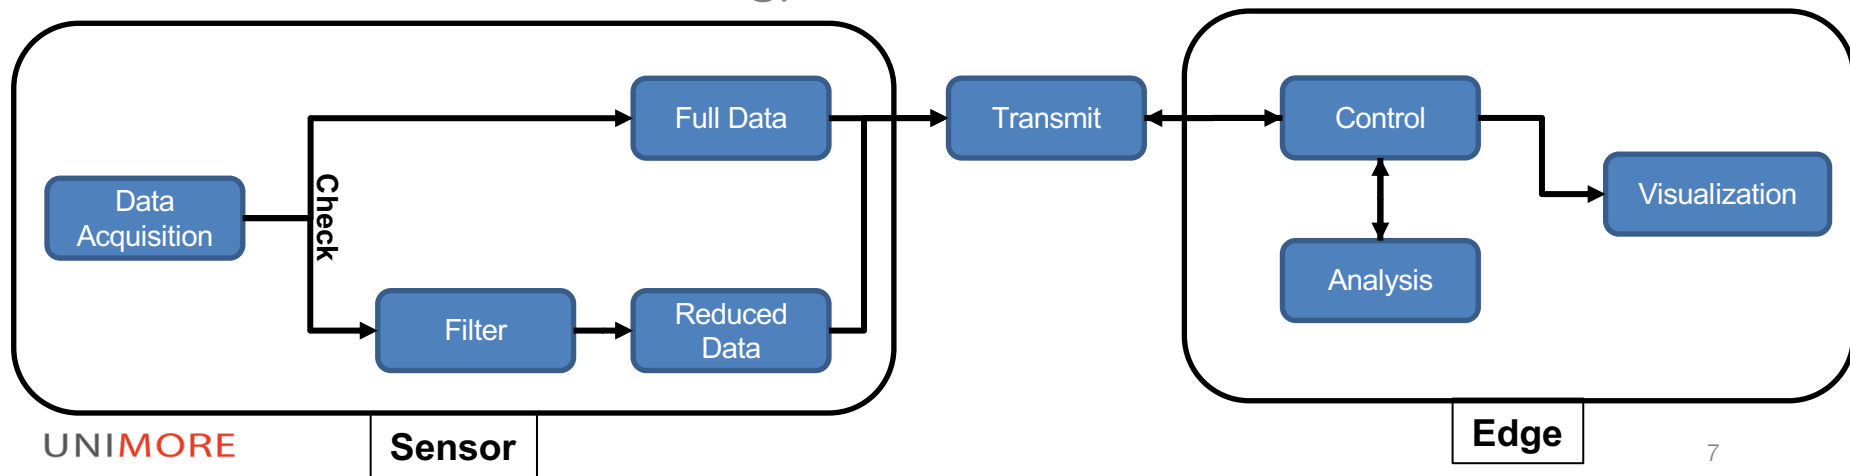 Full Data
Transmit
Control
Check
Data
Acquisition
Visualization
Analysis
Filter
Reduced
Data
UNIMORE
Sensor
Edge
7